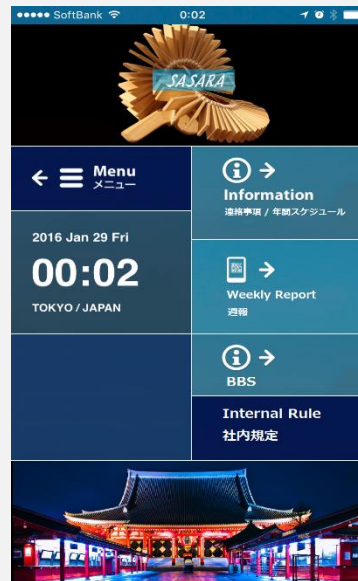 SoftBank
0:02
SASARA
Menu
メニュー
2016 Jan 29 Fri
00:02
TOKYO / JAPAN
Information
連絡事項 / 年間スケジュール
Weekly Report
週報
BBS
Internal Rule
社内規定